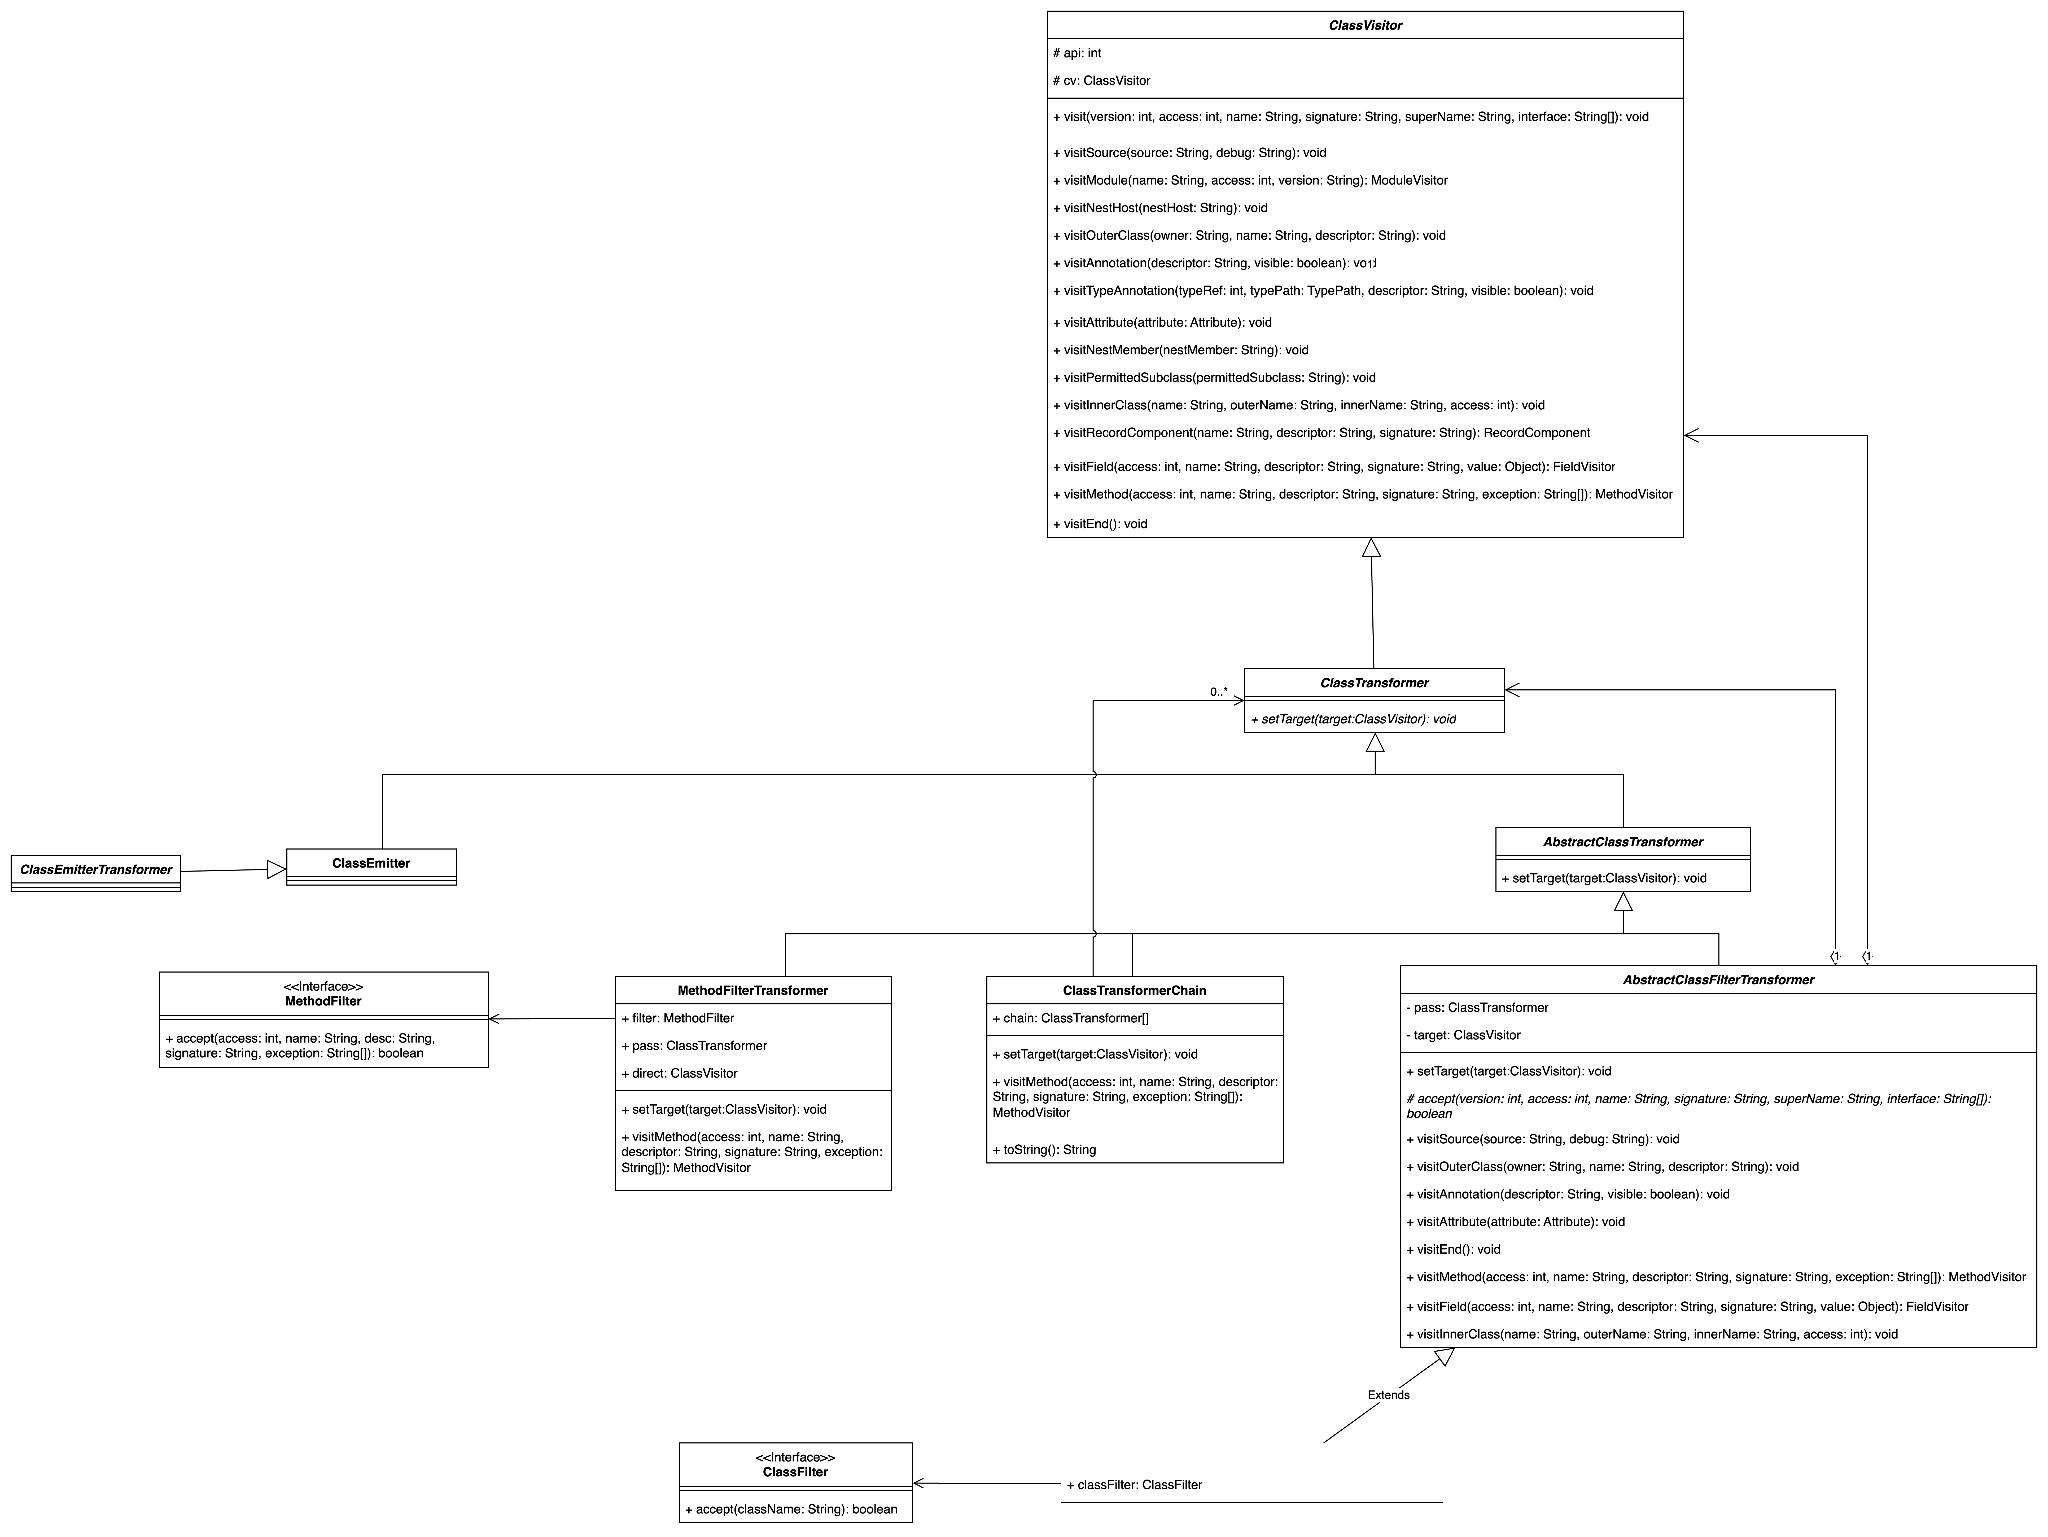 ClassVisitor
# api: int
# cv: ClassVisitor
+ visit(version: int, access: int, name: String, signature: String, superName: String, interface: String[]): void
+ visitSource(source: String, debug: String): void
+ visitModule(name: String, access: int, version: String): ModuleVisitor
+ visitNestHost(nestHost: String): void
+ visitOuterClass(owner: String, name: String, descriptor: String): void
+ visitAnnotation(descriptor: String, visible: boolean): void
+ visitTypeAnnotation(typeRef: int, typePath: TypePath, descriptor: String, visible: boolean): void
+ visitAttribute(attribute: Attribute): void
+ visitNestMember(nestMember: String): void
+ visitPermittedSubclass(permittedSubclass: String): void
+ visitInnerClass(name: String, outerName: String, innerName: String, access: int): void
+ visitRecordComponent(name: String, descriptor: String, signature: String): RecordComponent
+ visitField(access: int, name: String, descriptor: String, signature: String, value: Object): FieldVisitor
+ visitMethod(access: int, name: String, descriptor: String, signature: String, exception: String[]): MethodVisitor
+ visitEnd(): void
0..*
ClassTransformer
+ setTarget(target:ClassVisitor): void
ClassEmitterTransformer
ClassEmitter
AbstractClassTransformer
+ setTarget(target:ClassVisitor): void
<<Interface>>
MethodFilter
+ accept(access: int, name: String, desc: String,
signature: String, exception: String[]): boolean
MethodFilterTransformer
+ filter: MethodFilter
+ pass: ClassTransformer
+ direct: ClassVisitor
+ setTarget(target:ClassVisitor): void
+ visitMethod(access: int, name: String,
descriptor: String, signature: String, exception:
String[]): MethodVisitor
ClassTransformerChain
+ chain: ClassTransformer[]
+ setTarget(target:ClassVisitor): void
+ visitMethod(access: int, name: String, descriptor:
String, signature: String, exception: String[]):
MethodVisitor
+ toString(): String
1
1
AbstractClassFilterTransformer
- pass: ClassTransformer
- target: ClassVisitor
+ setTarget(target:ClassVisitor): void
# accept(version: int, access: int, name: String, signature: String, superName: String, interface: String[]):
boolean
+ visitSource(source: String, debug: String): void
+ visitOuterClass(owner: String, name: String, descriptor: String): void
+ visitAnnotation(descriptor: String, visible: boolean): void
+ visitAttribute(attribute: Attribute): void
+ visitEnd(): void
+ visitMethod(access: int, name: String, descriptor: String, signature: String, exception: String[]): MethodVisitor
+ visitField(access: int, name: String, descriptor: String, signature: String, value: Object): FieldVisitor
+ visitInnerClass(name: String, outerName: String, innerName: String, access: int): void
Extends
<<Interface>>
ClassFilter
+ accept(className: String): boolean
+ classFilter: ClassFilter